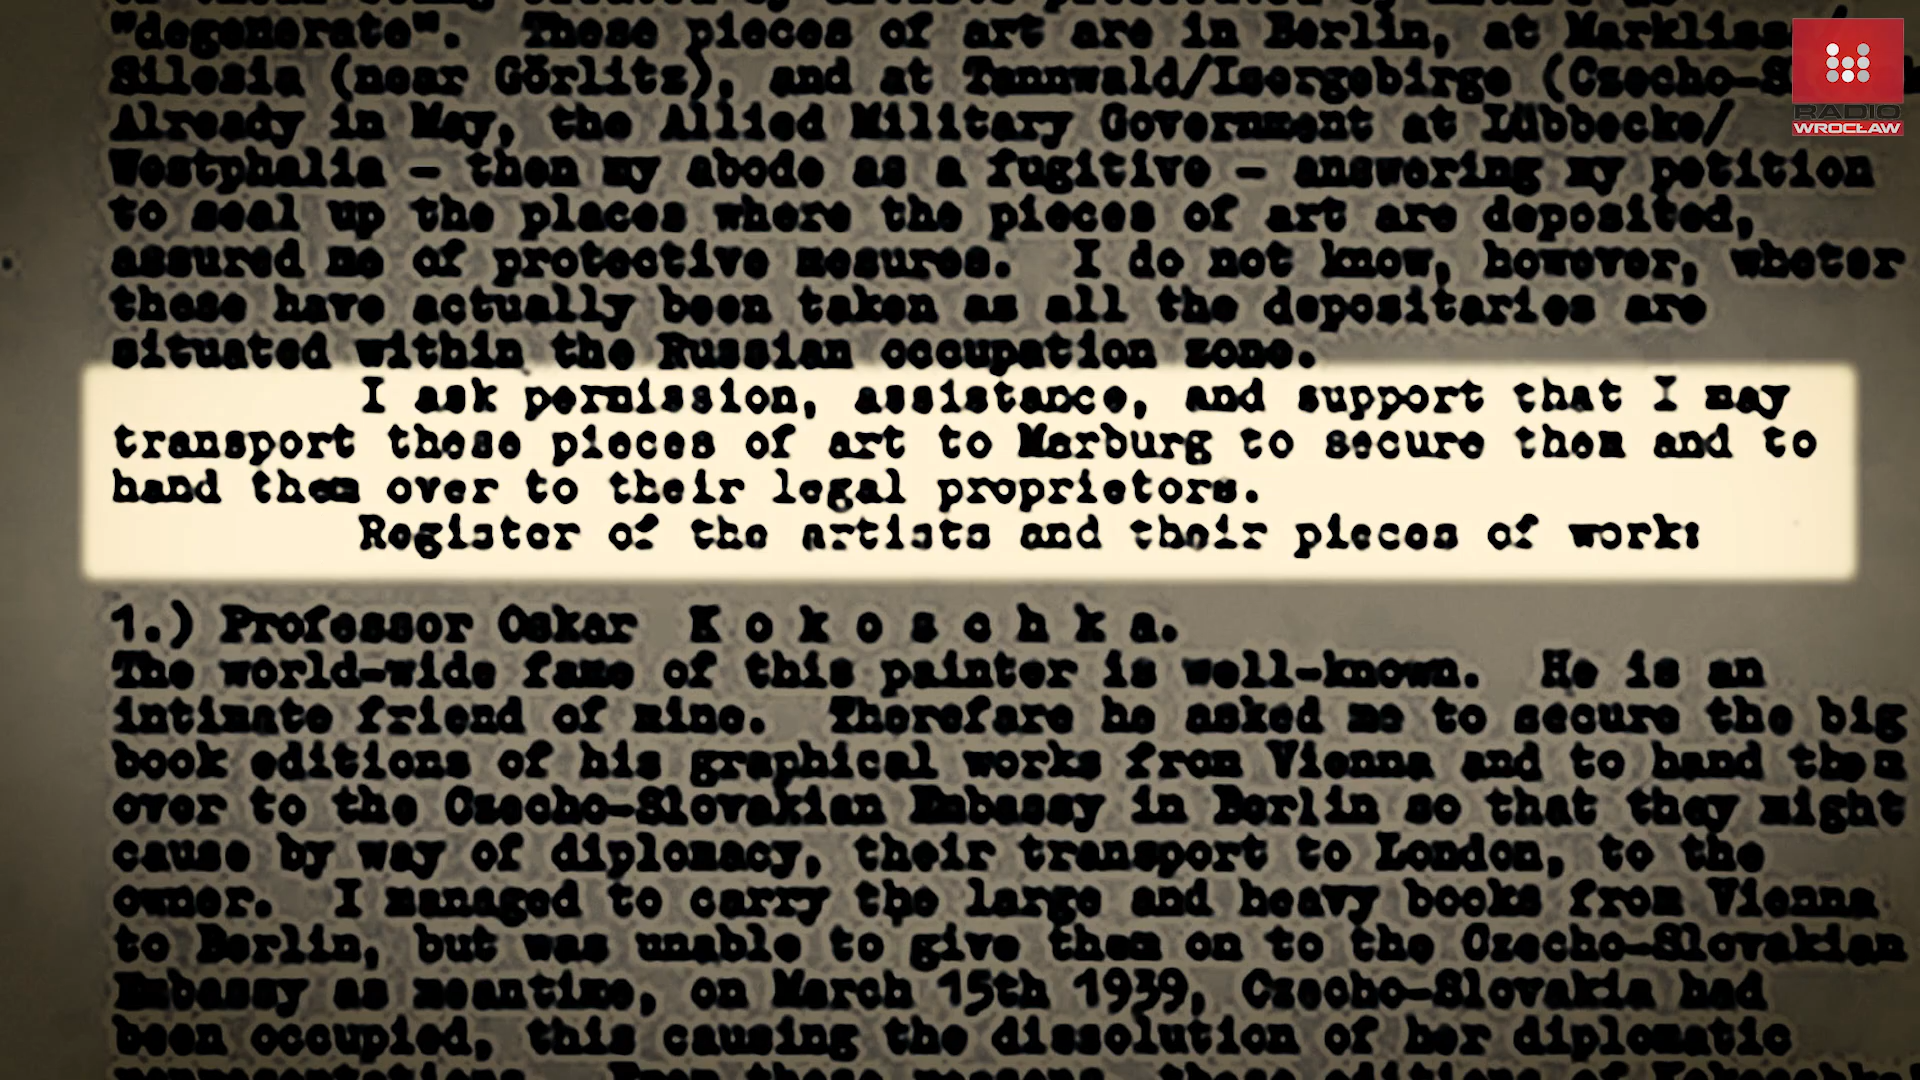 "degenerate". These pieces of art are in Berlin, at Marklissa/
Silesia (near Görlitz), and at Tannwald/Isergebirge (Czecho-S
Already in May, the Allied Military Government at Lübbecke/
Westphalia - then my abode as a fugitive - answering my petition
to seal up the places where the pieces of art are deposited,
assured me of protective mesures. I do not know, however, wheter
these have actually been taken as all the depositaries are
situated within the Russian occupation zone.
I ask permission, assistance, and support that I may
transport these pieces of art to Marburg to secure them and to
hand them over to their legal proprietors.
Register of the artists and their pieces of work:
1.) Professor Oskar K o k o s c h k a.
The world-wide fame of this painter is well-known. He is an
intimate friend of mine. Therefare he asked me to secure the big
book editions of his graphical works from Vienna and to hand them
over to the Czecho-Slovakian Embassy in Berlin so that they might
cause by way of diplomacy, their transport to London, to the
owner. I managed to carry the large and heavy books from Vienna
to Berlin, but was unable to give them on to the Czecho-Slovakian
Embassy as meantime, on March 15th 1939, Czecho-Slovakia had
been occupied, this causing the dissolution of her diplomatic
RADIO
WROCŁAW